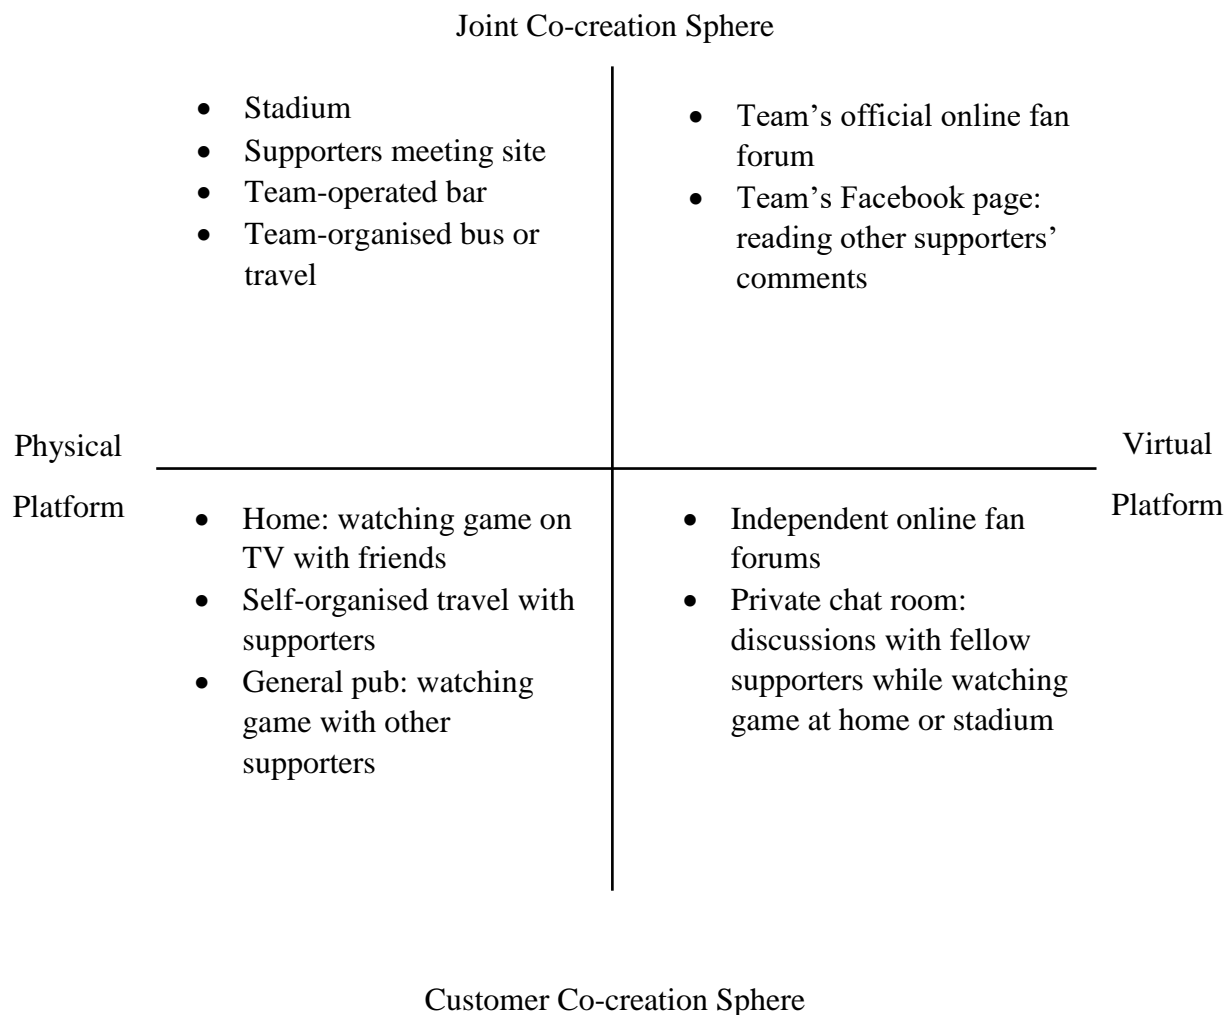 Joint Co-creation Sphere
• Stadium
• Supporters meeting site
• Team-operated bar
• Team-organised bus or
travel
• Team’s official online fan
forum
• Team’s Facebook page:
reading other supporters’
comments
Physical
Platform
Virtual
Platform
• Home: watching game on
TV with friends
• Self-organised travel with
supporters
• General pub: watching
game with other
supporters
• Independent online fan
forums
• Private chat room:
discussions with fellow
supporters while watching
game at home or stadium
Customer Co-creation Sphere